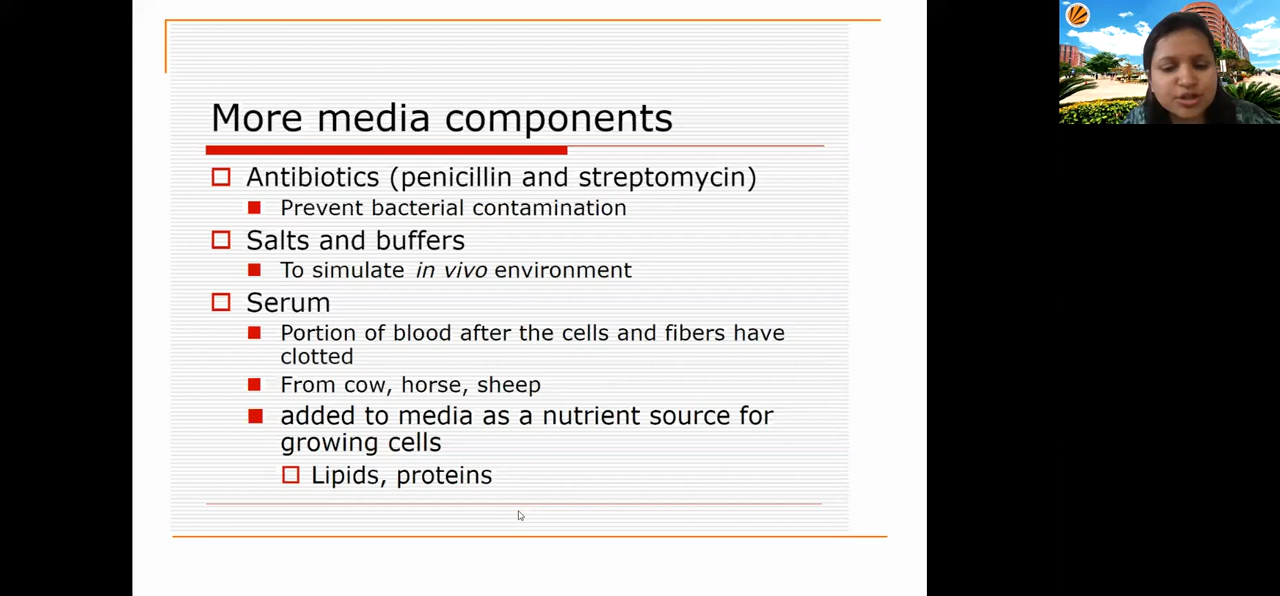 More media components
Antibiotics (penicillin and streptomycin)
Prevent bacterial contamination
Salts and buffers
To simulate in vivo environment
Serum
Portion of blood after the cells and fibers have
clotted
From cow, horse, sheep
added to media as a nutrient source for
growing cells
Lipids, proteins